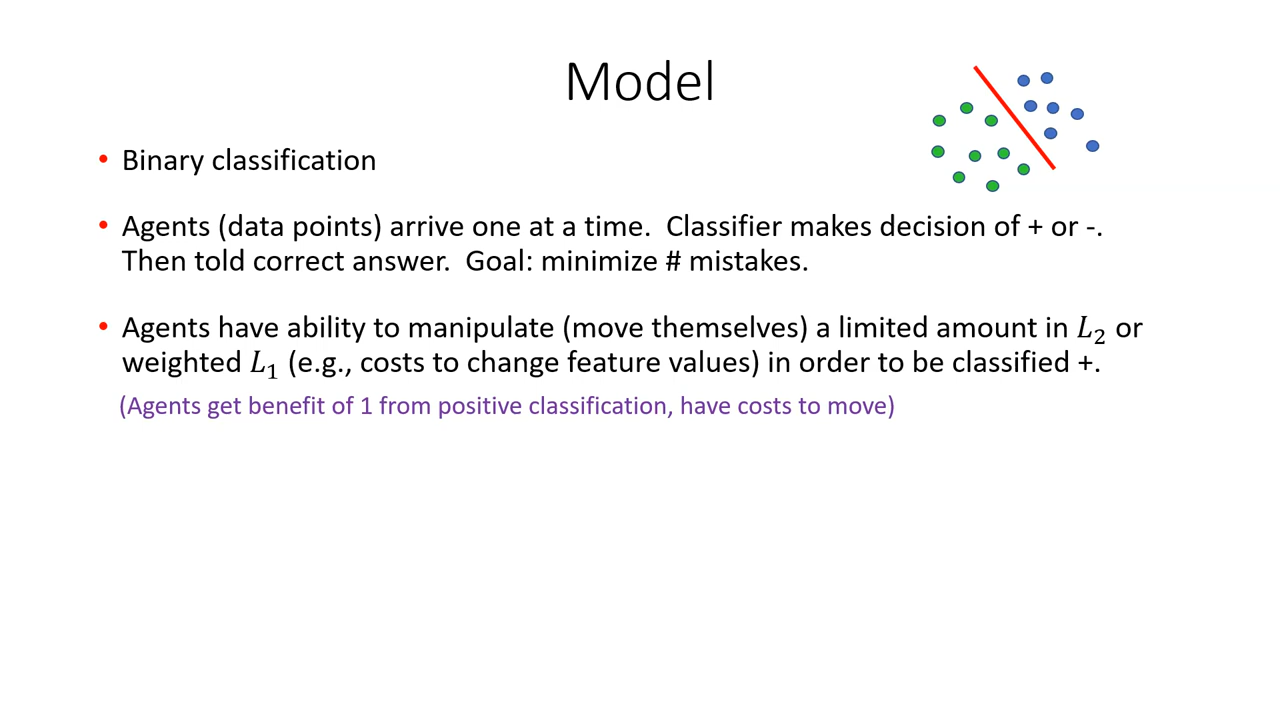 Model
• Binary classification
• Agents (data points) arrive one at a time.  Classifier makes decision of + or -.
Then told correct answer.  Goal: minimize # mistakes.
• Agents have ability to manipulate (move themselves) a limited amount in L₂ or
weighted L₁ (e.g., costs to change feature values) in order to be classified +.
(Agents get benefit of 1 from positive classification, have costs to move)